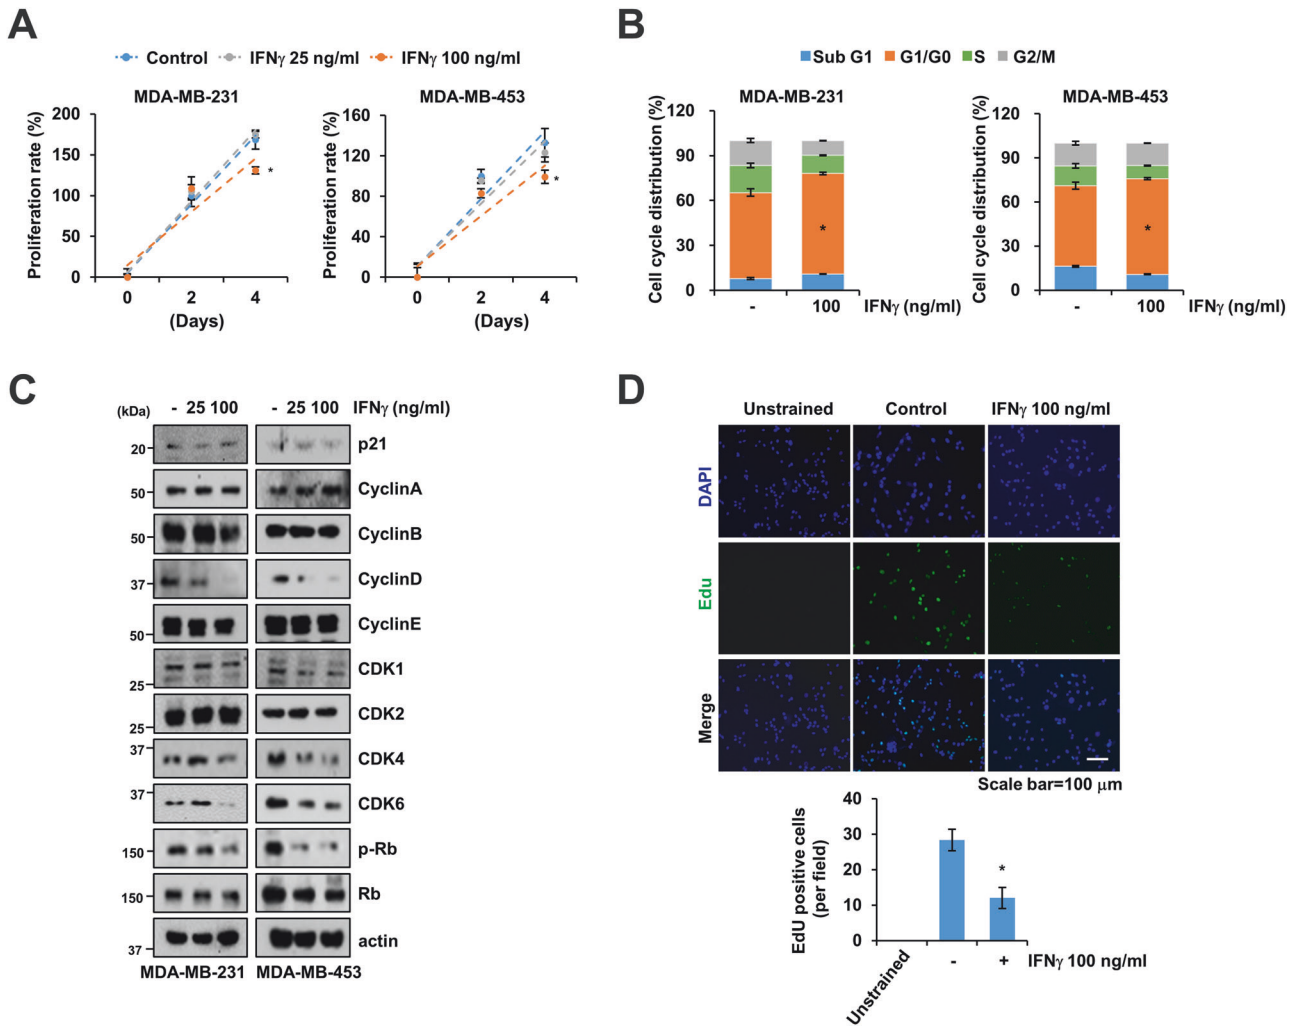 A
Control IFNγ 25 ng/ml IFNγ 100 ng/ml
MDA-MB-231
Proliferation rate (%)
200
150
100
50
0
0 2 4
(Days)
*
MDA-MB-453
Proliferation rate (%)
160
120
80
40
0
0 2 4
(Days)
*
B
Sub G1 G1/G0 S G2/M
MDA-MB-231
Cell cycle distribution (%)
120
90
60
30
0
*
- 100 IFNγ (ng/ml)
MDA-MB-453
Cell cycle distribution (%)
120
90
60
30
0
*
- 100 IFNγ (ng/ml)
C
(kDa) - 25 100 - 25 100 IFNγ (ng/ml)
20 p21
50 CyclinA
50 CyclinB
37 CyclinD
50 CyclinE
25 CDK1
25 CDK2
37 CDK4
37 CDK6
150 p-Rb
150 Rb
37 actin
MDA-MB-231 MDA-MB-453
D
Unstrained Control IFNγ 100 ng/ml
DAPI
Edu
Merge
Scale bar=100 μm
EdU positive cells
(per field)
40
30
20
10
0
*
Unstrained - + IFNγ 100 ng/ml